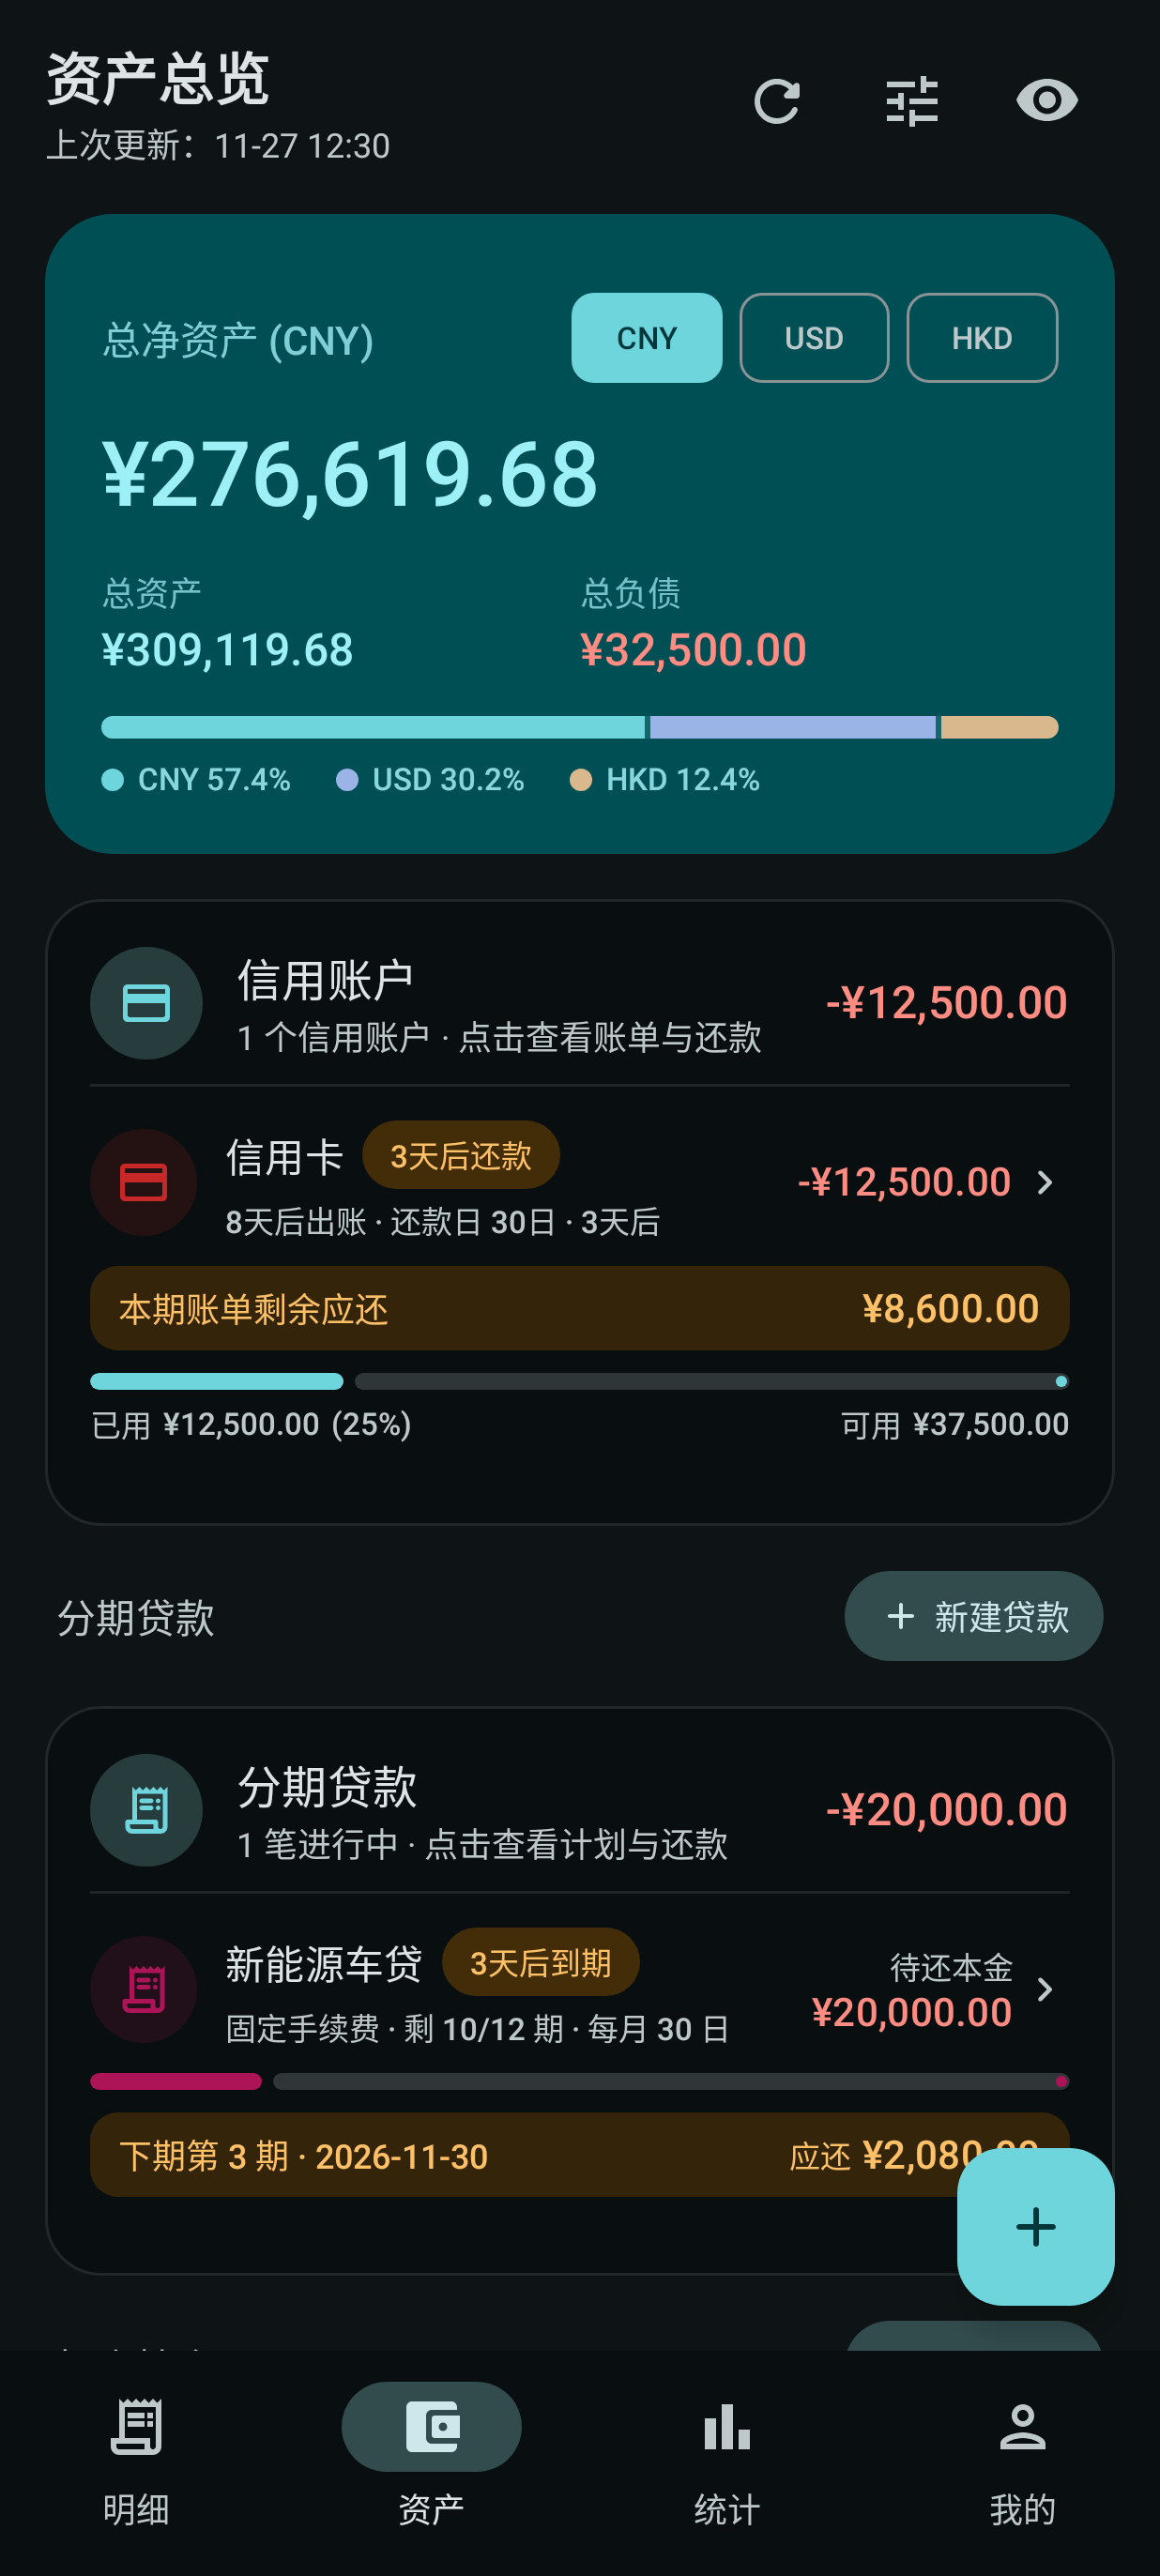 资产总览
上次更新：11-27 12:30
总净资产 (CNY)
CNY
USD
HKD
¥276,619.68
总资产
总负债
¥309,119.68
¥32,500.00
CNY 57.4%
USD 30.2%
HKD 12.4%
信用账户
1 个信用账户 · 点击查看账单与还款
-¥12,500.00
信用卡
3天后还款
8天后出账 · 还款日 30日 · 3天后
-¥12,500.00
本期账单剩余应还
¥8,600.00
已用 ¥12,500.00 (25%)
可用 ¥37,500.00
分期贷款
新建贷款
分期贷款
1 笔进行中 · 点击查看计划与还款
-¥20,000.00
新能源车贷
3天后到期
固定手续费 · 剩 10/12 期 · 每月 30 日
待还本金
¥20,000.00
下期第 3 期 · 2026-11-30
应还 ¥2,080
明细
资产
统计
我的